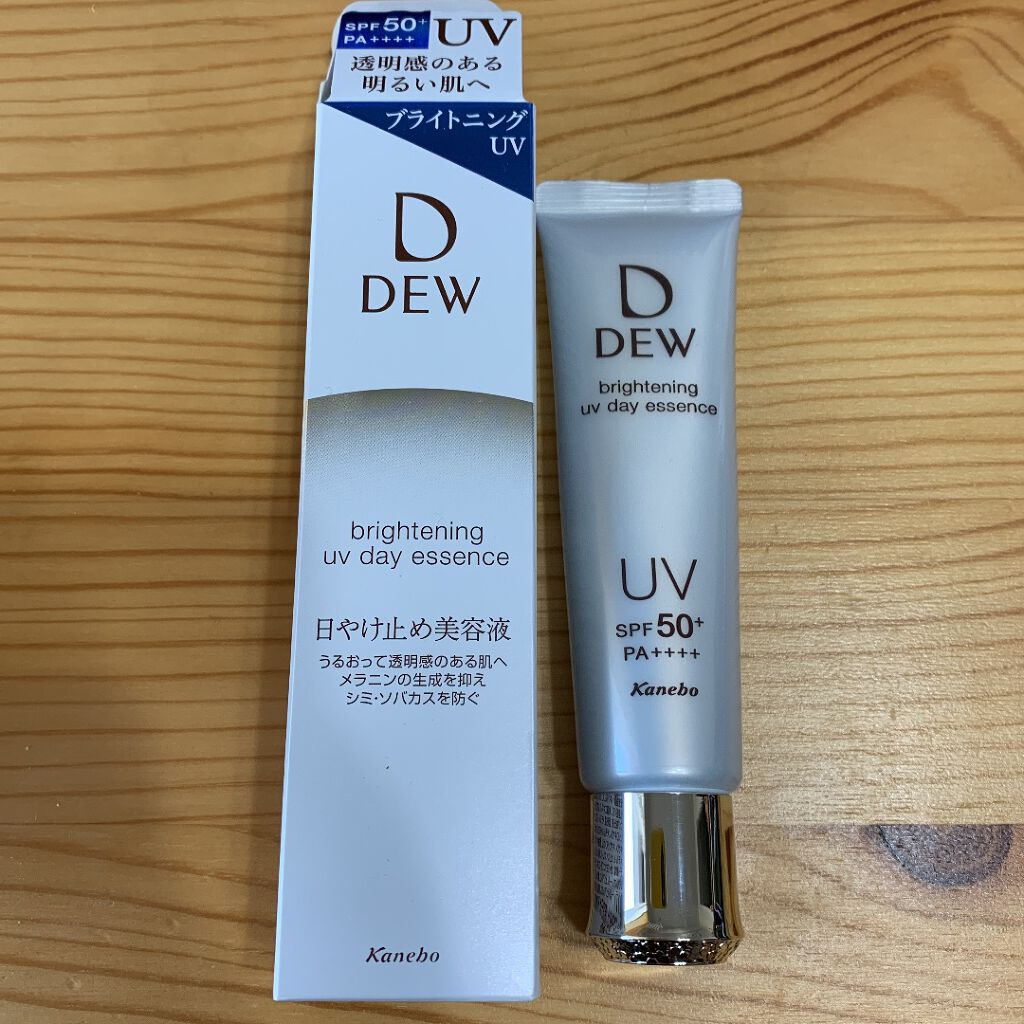 SPF50+
PA++++
UV
透明感のある
明るい肌へ
ブライトニング
UV
D
DEW
brightening
uv day essence
日やけ止め美容液
うるおって透明感のある肌へ
メラニンの生成を抑え
シミ・ソバカスを防ぐ
Kanebo
D
DEW
brightening
uv day essence
UV
SPF50+
PA++++
Kanebo